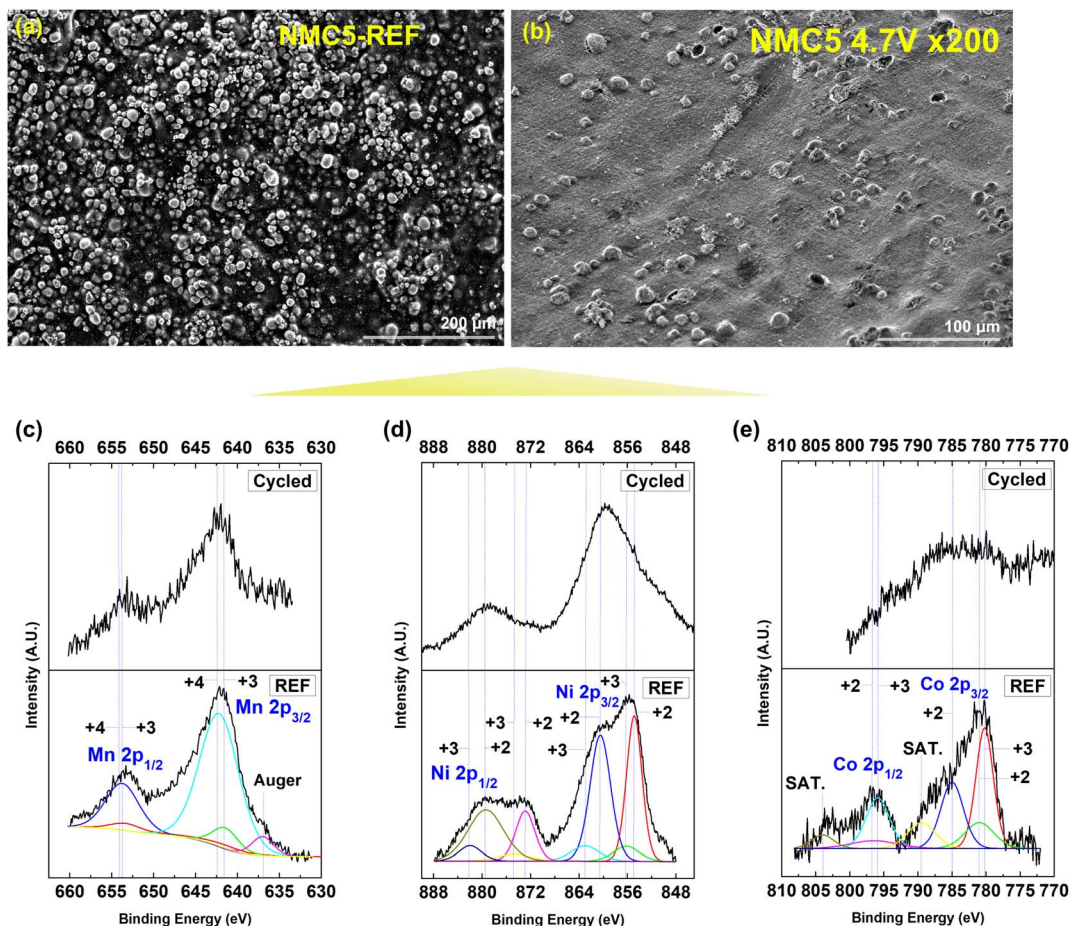 (a)
NMC5-REF
200 µm
(b)
NMC5 4.7V x200
100 µm
(c)
660 655 650 645 640 635 630
Cycled
REF
+4 +3
Mn 2p3/2
+4 +3
Mn 2p1/2
Auger
660 655 650 645 640 635 630
Binding Energy (eV)
Intensity (A.U.)
(d)
888 880 872 864 856 848
Cycled
REF
+3
Ni 2p3/2
+3 +2 +2 +2
+3 +2 +3
Ni 2p1/2
888 880 872 864 856 848
Binding Energy (eV)
Intensity (A.U.)
(e)
810 800 795 790 785 780 775 770
Cycled
REF
+2 +3 Co 2p3/2
+2
SAT. +3
Co 2p1/2 +2
SAT.
810 805 800 795 790 785 780 775 770
Binding Energy (eV)
Intensity (A.U.)